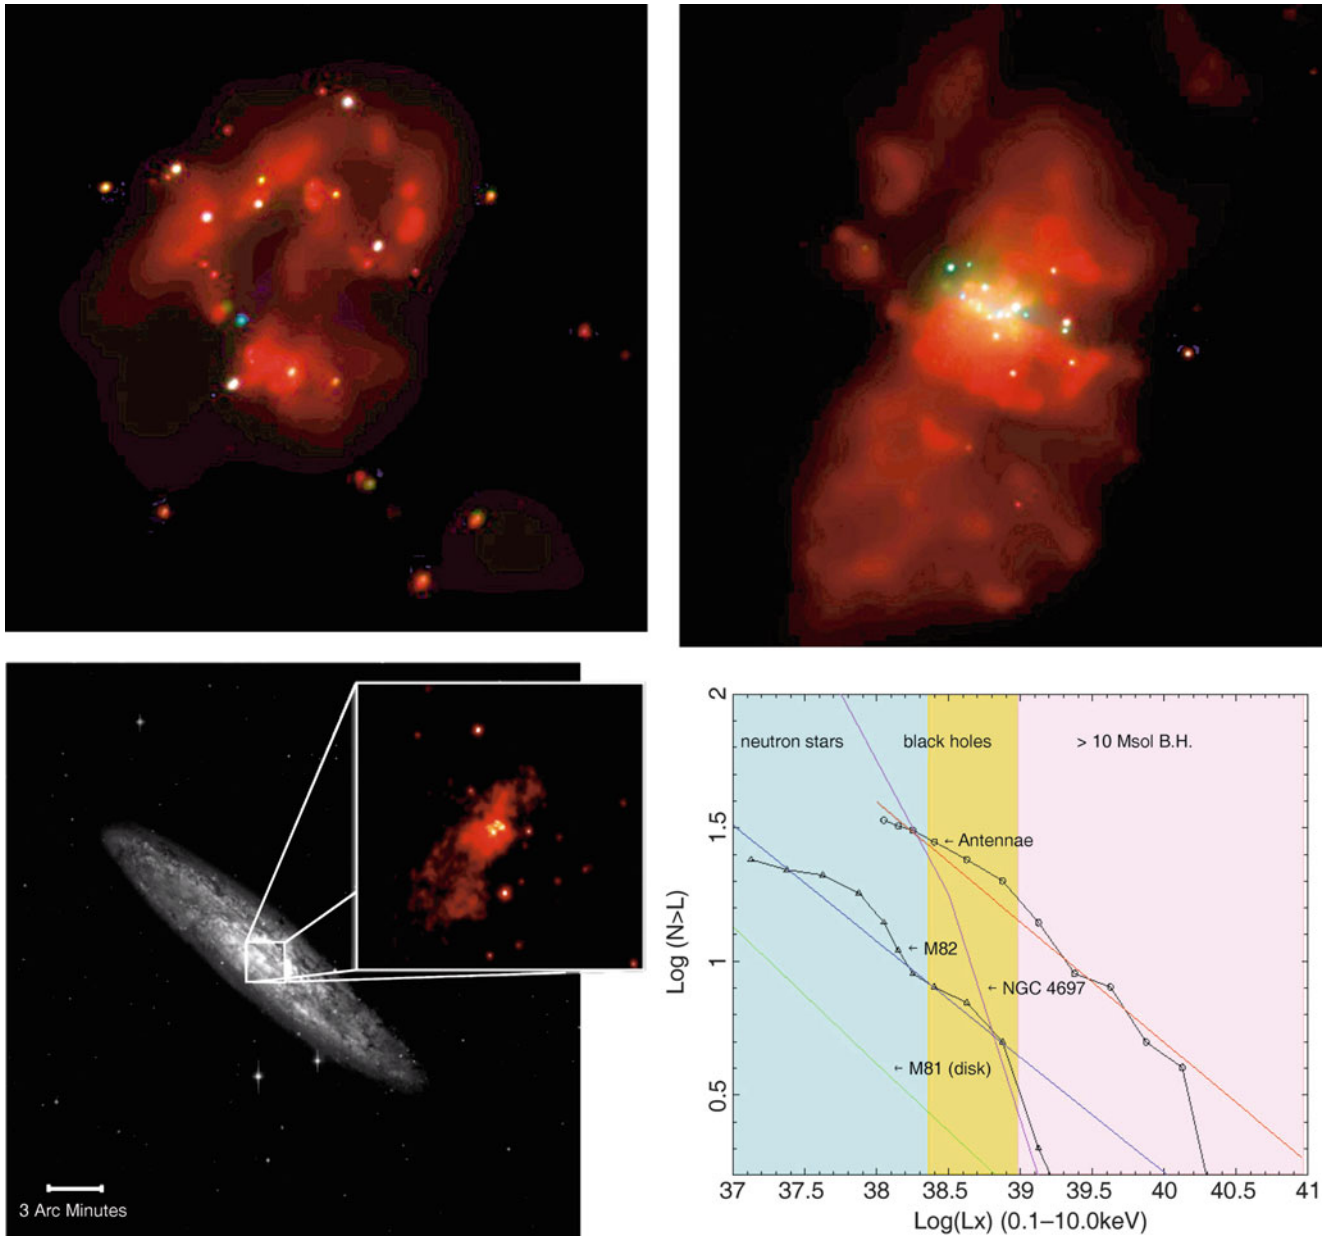 3 Arc Minutes
2
1.5
1
0.5
Log (N>L)
neutron stars
black holes
> 10 Msol B.H.
← Antennae
← M82
← NGC 4697
← M81 (disk)
37 37.5 38 38.5 39 39.5 40 40.5 41
Log(Lx) (0.1–10.0keV)